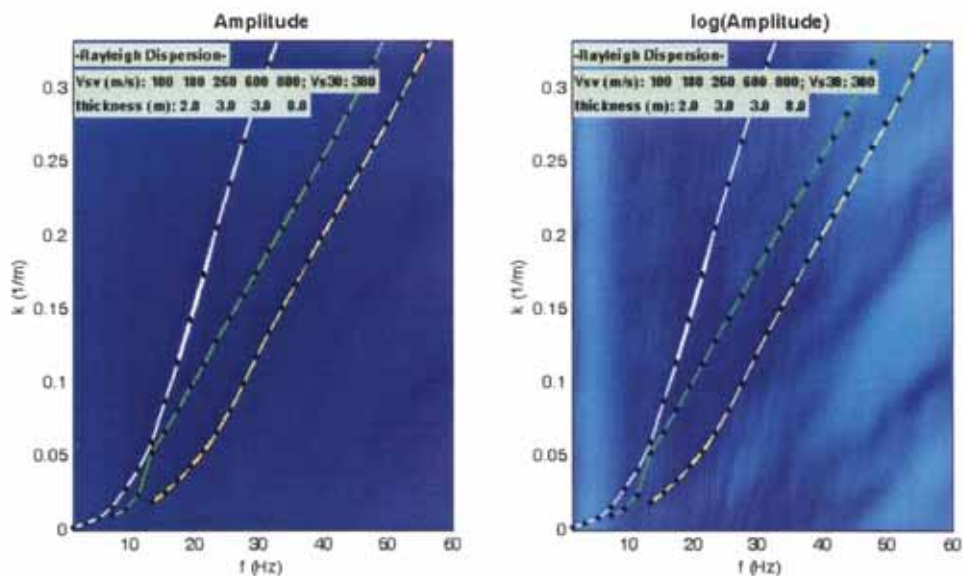 Amplitude
-Rayleigh Dispersion-
Vsv (m/s): 100 180 260 600 800; Vs30: 380
thickness (m): 2.0 3.0 3.0 8.0
0.3
0.25
0.2
0.15
0.1
0.05
0
k (1/m)
10 20 30 40 50 60
f (Hz)
log(Amplitude)
-Rayleigh Dispersion-
Vsv (m/s): 100 180 260 600 800; Vs30: 380
thickness (m): 2.0 3.0 3.0 8.0
0.3
0.25
0.2
0.15
0.1
0.05
0
k (1/m)
10 20 30 40 50 60
f (Hz)